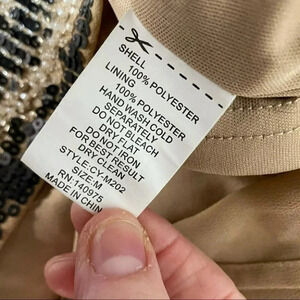 SHELL
100% POLYESTER
LINING
100% POLYESTER
HAND WASH COLD
SEPARATELY
DO NOT BLEACH
DRY FLAT
DO NOT IRON
FOR BEST RESULT
DRY CLEAN
STYLE:CY-M202
SIZE:M
RN:140975
MADE IN CHIN